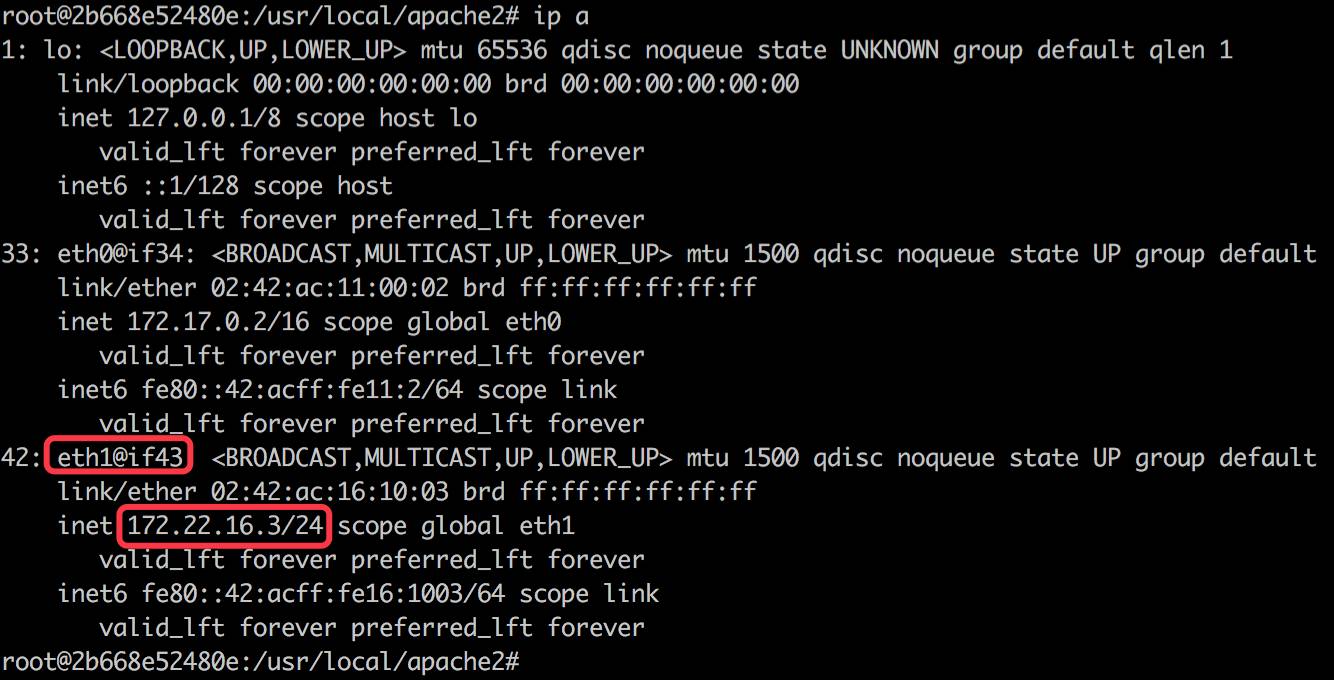 root@2b668e52480e:/usr/local/apache2# ip a
1: lo: <LOOPBACK,UP,LOWER_UP> mtu 65536 qdisc noqueue state UNKNOWN group default qlen 1
    link/loopback 00:00:00:00:00:00 brd 00:00:00:00:00:00
    inet 127.0.0.1/8 scope host lo
       valid_lft forever preferred_lft forever
    inet6 ::1/128 scope host
       valid_lft forever preferred_lft forever
33: eth0@if34: <BROADCAST,MULTICAST,UP,LOWER_UP> mtu 1500 qdisc noqueue state UP group default
    link/ether 02:42:ac:11:00:02 brd ff:ff:ff:ff:ff:ff
    inet 172.17.0.2/16 scope global eth0
       valid_lft forever preferred_lft forever
    inet6 fe80::42:acff:fe11:2/64 scope link
       valid_lft forever preferred_lft forever
42: eth1@if43 <BROADCAST,MULTICAST,UP,LOWER_UP> mtu 1500 qdisc noqueue state UP group default
    link/ether 02:42:ac:16:10:03 brd ff:ff:ff:ff:ff:ff
    inet 172.22.16.3/24 scope global eth1
       valid_lft forever preferred_lft forever
    inet6 fe80::42:acff:fe16:1003/64 scope link
       valid_lft forever preferred_lft forever
root@2b668e52480e:/usr/local/apache2#